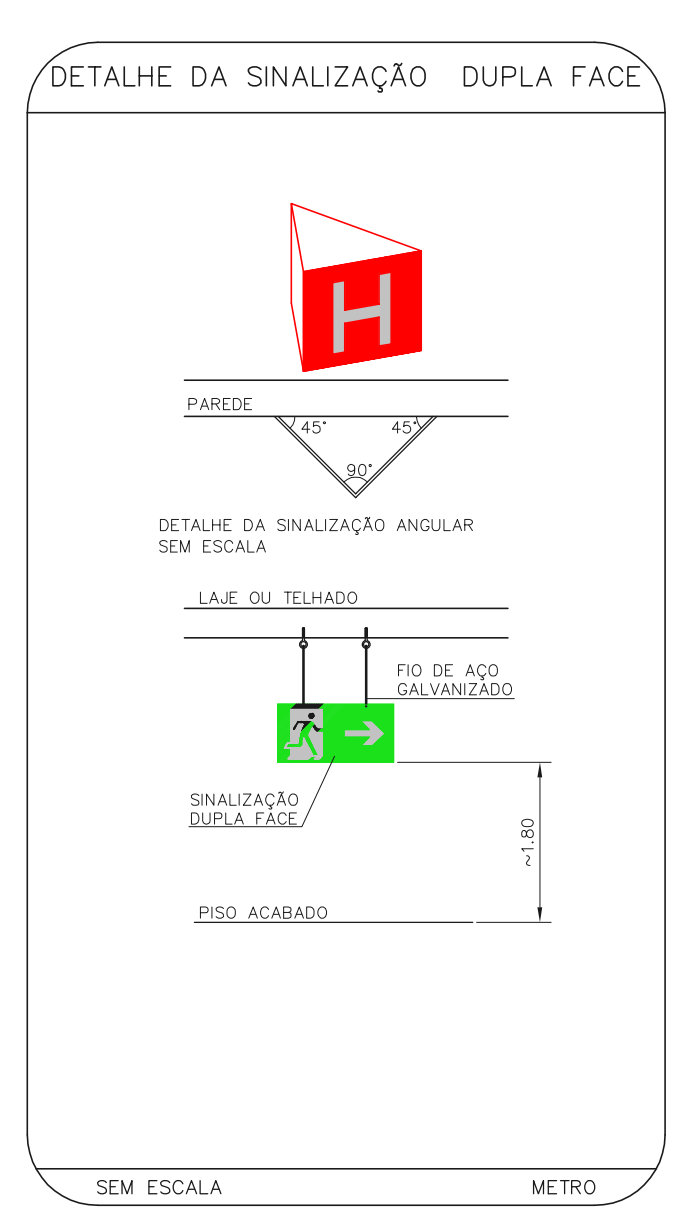 DETALHE DA SINALIZAÇÃO DUPLA FACE
H
PAREDE
45°
45°
90°
DETALHE DA SINALIZAÇÃO ANGULAR
SEM ESCALA
LAJE OU TELHADO
FIO DE AÇO
GALVANIZADO
SINALIZAÇÃO
DUPLA FACE
~1.80
PISO ACABADO
SEM ESCALA
METRO